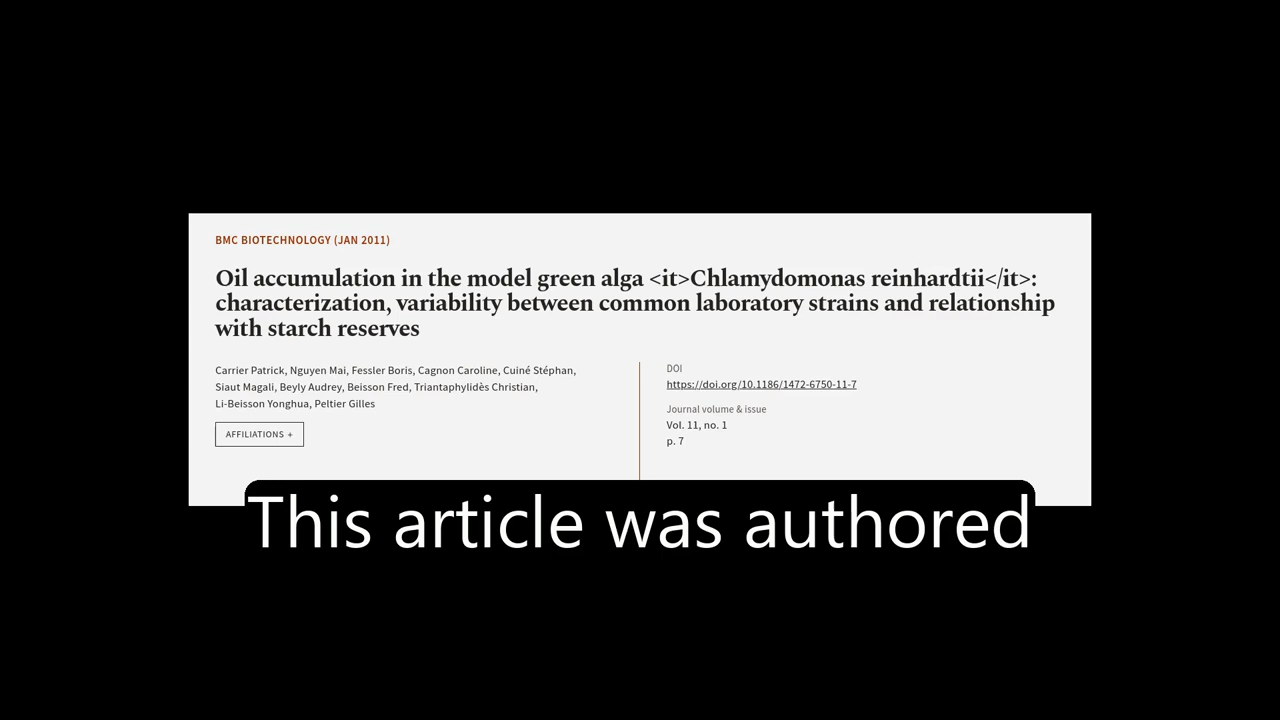 BMC BIOTECHNOLOGY (JAN 2011)
Oil accumulation in the model green alga <it>Chlamydomonas reinhardtii</it>:
characterization, variability between common laboratory strains and relationship
with starch reserves
Carrier Patrick, Nguyen Mai, Fessler Boris, Cagnon Caroline, Cuiné Stéphan,
Siaut Magali, Beyly Audrey, Beisson Fred, Triantaphylidès Christian,
Li-Beisson Yonghua, Peltier Gilles
AFFILIATIONS +
DOI
https://doi.org/10.1186/1472-6750-11-7
Journal volume & issue
Vol. 11, no. 1
p. 7
This article was authored